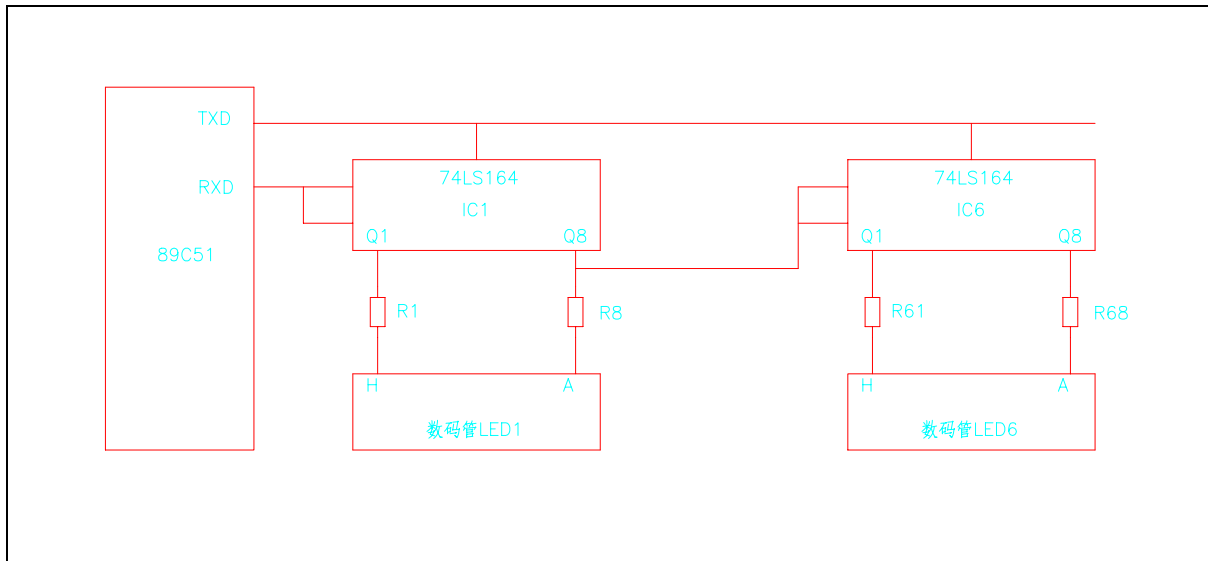 TXD
RXD
89C51
74LS164
IC1
Q1
Q8
R1
R8
H
A
数码管LED1
74LS164
IC6
Q1
Q8
R61
R68
H
A
数码管LED6